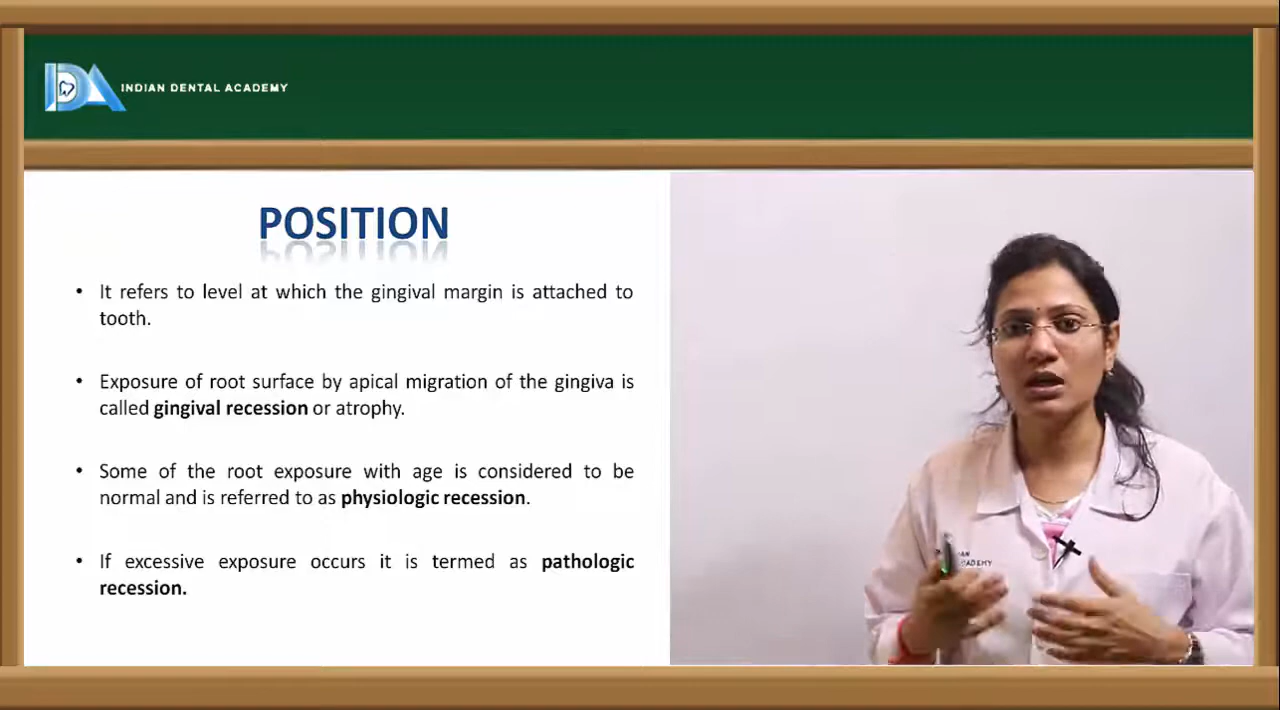 INDIAN DENTAL ACADEMY
POSITION
• It refers to level at which the gingival margin is attached to
tooth.
• Exposure of root surface by apical migration of the gingiva is
called gingival recession or atrophy.
• Some of the root exposure with age is considered to be
normal and is referred to as physiologic recession.
• If excessive exposure occurs it is termed as pathologic
recession.